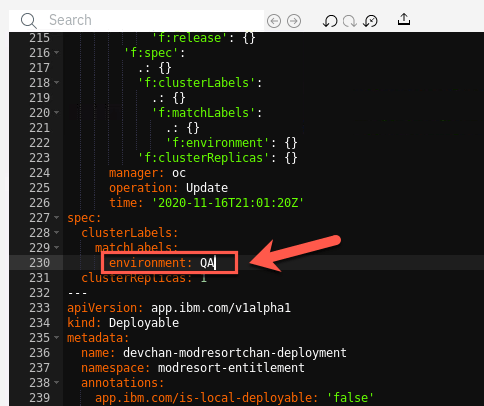 Search
215 'f:release': {}
216 'f:spec':
217 .: {}
218 'f:clusterLabels':
219 .: {}
220 'f:matchLabels':
221 .: {}
222 'f:environment': {}
223 'f:clusterReplicas': {}
224 manager: oc
225 operation: Update
226 time: '2020-11-16T21:01:20Z'
227 spec:
228 clusterLabels:
229 matchLabels:
230 environment: QA
231 clusterReplicas: 1
232 ---
233 apiVersion: app.ibm.com/v1alpha1
234 kind: Deployable
235 metadata:
236 name: devchan-modresortchan-deployment
237 namespace: modresort-entitlement
238 annotations:
239 app.ibm.com/is-local-deployable: 'false'